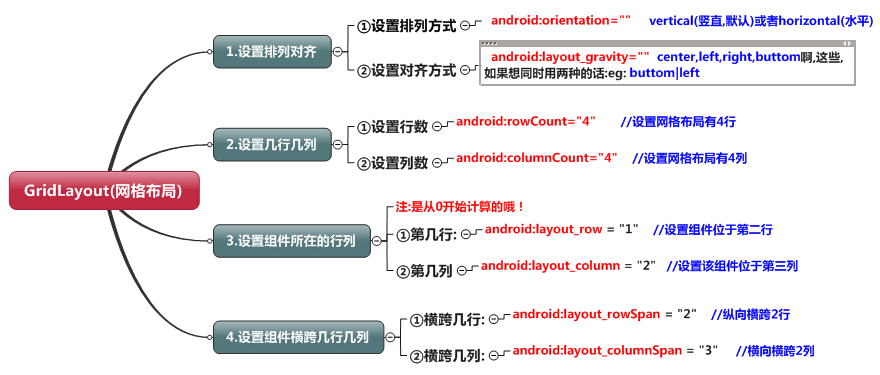 GridLayout(网格布局)
1.设置排列对齐
①设置排列方式
android:orientation="" vertical(竖直,默认)或者horizontal(水平)
②设置对齐方式
android:layout_gravity="" center,left,right,buttom啊,这些,
如果想同时用两种的话:eg: buttom|left
2.设置几行几列
①设置行数
android:rowCount="4" //设置网格布局有4行
②设置列数
android:columnCount="4" //设置网格布局有4列
3.设置组件所在的行列
注:是从0开始计算的哦！
①第几行:
android:layout_row = "1" //设置组件位于第二行
②第几列
android:layout_column = "2" //设置该组件位于第三列
4.设置组件横跨几行几列
①横跨几行:
android:layout_rowSpan = "2" //纵向横跨2行
②横跨几列:
android:layout_columnSpan = "3" //横向横跨2列